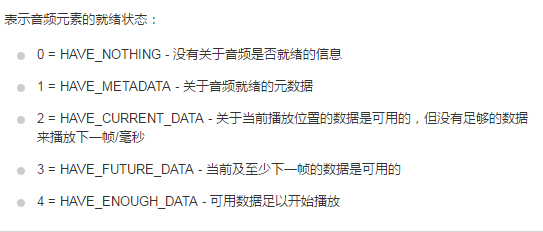 表示音频元素的就绪状态：
0 = HAVE_NOTHING - 没有关于音频是否就绪的信息
1 = HAVE_METADATA - 关于音频就绪的元数据
2 = HAVE_CURRENT_DATA - 关于当前播放位置的数据是可用的，但没有足够的数据
来播放下一帧/毫秒
3 = HAVE_FUTURE_DATA - 当前及至少下一帧的数据是可用的
4 = HAVE_ENOUGH_DATA - 可用数据足以开始播放